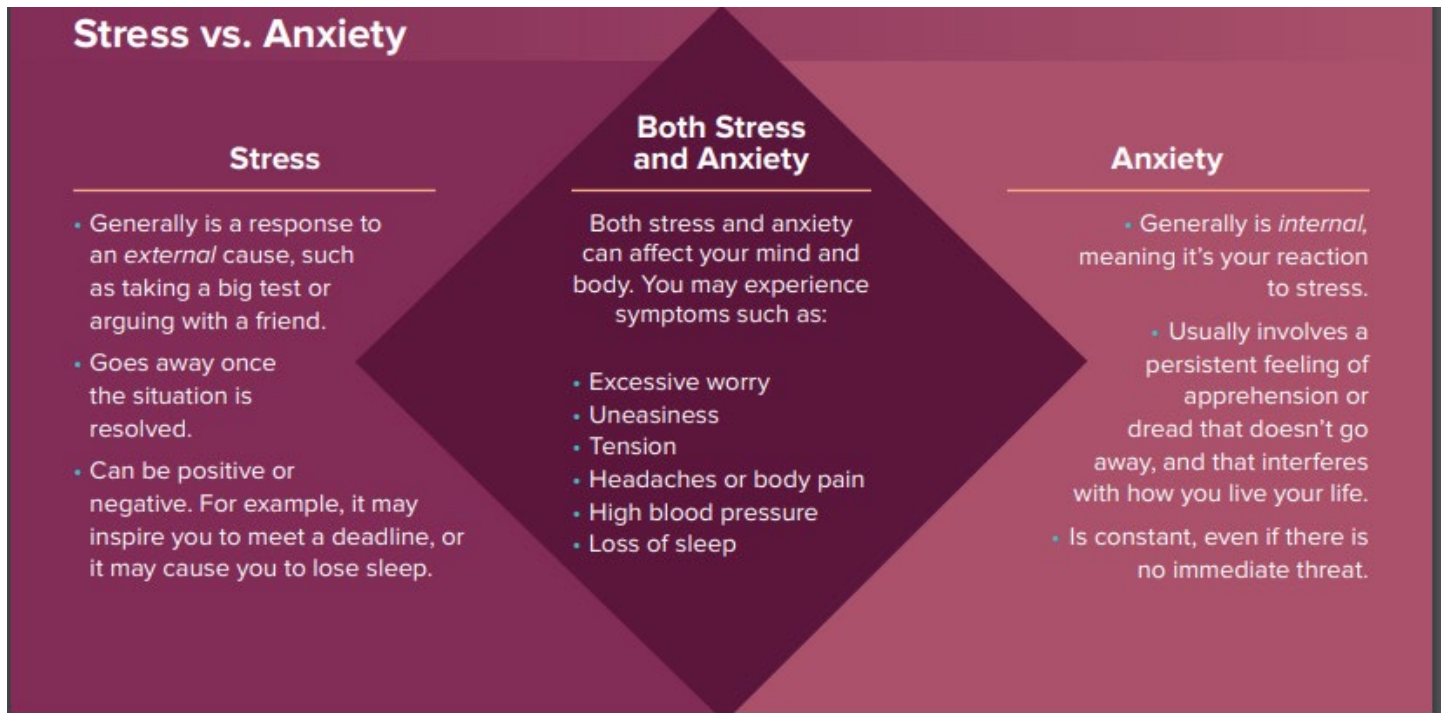 Stress vs. Anxiety
Stress
• Generally is a response to
an external cause, such
as taking a big test or
arguing with a friend.
• Goes away once
the situation is
resolved.
• Can be positive or
negative. For example, it may
inspire you to meet a deadline, or
it may cause you to lose sleep.
Both Stress
and Anxiety
Both stress and anxiety
can affect your mind and
body. You may experience
symptoms such as:
• Excessive worry
• Uneasiness
• Tension
• Headaches or body pain
• High blood pressure
• Loss of sleep
Anxiety
• Generally is internal,
meaning it’s your reaction
to stress.
• Usually involves a
persistent feeling of
apprehension or
dread that doesn’t go
away, and that interferes
with how you live your life.
• Is constant, even if there is
no immediate threat.